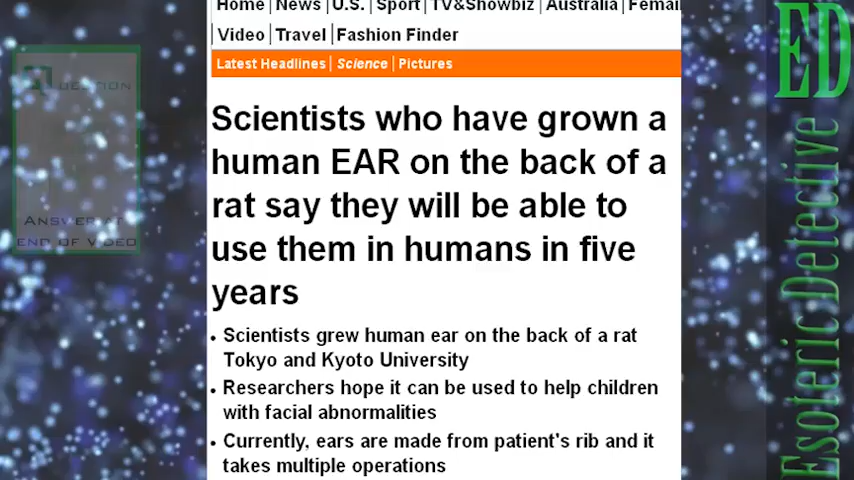 Home | News | U.S. | Sport | TV&Showbiz | Australia | Femail
Video | Travel | Fashion Finder
Latest Headlines | Science | Pictures
Scientists who have grown a
human EAR on the back of a
rat say they will be able to
use them in humans in five
years
• Scientists grew human ear on the back of a rat
Tokyo and Kyoto University
• Researchers hope it can be used to help children
with facial abnormalities
• Currently, ears are made from patient's rib and it
takes multiple operations
Question
Answer at
end of video
ED
Esoteric Detective